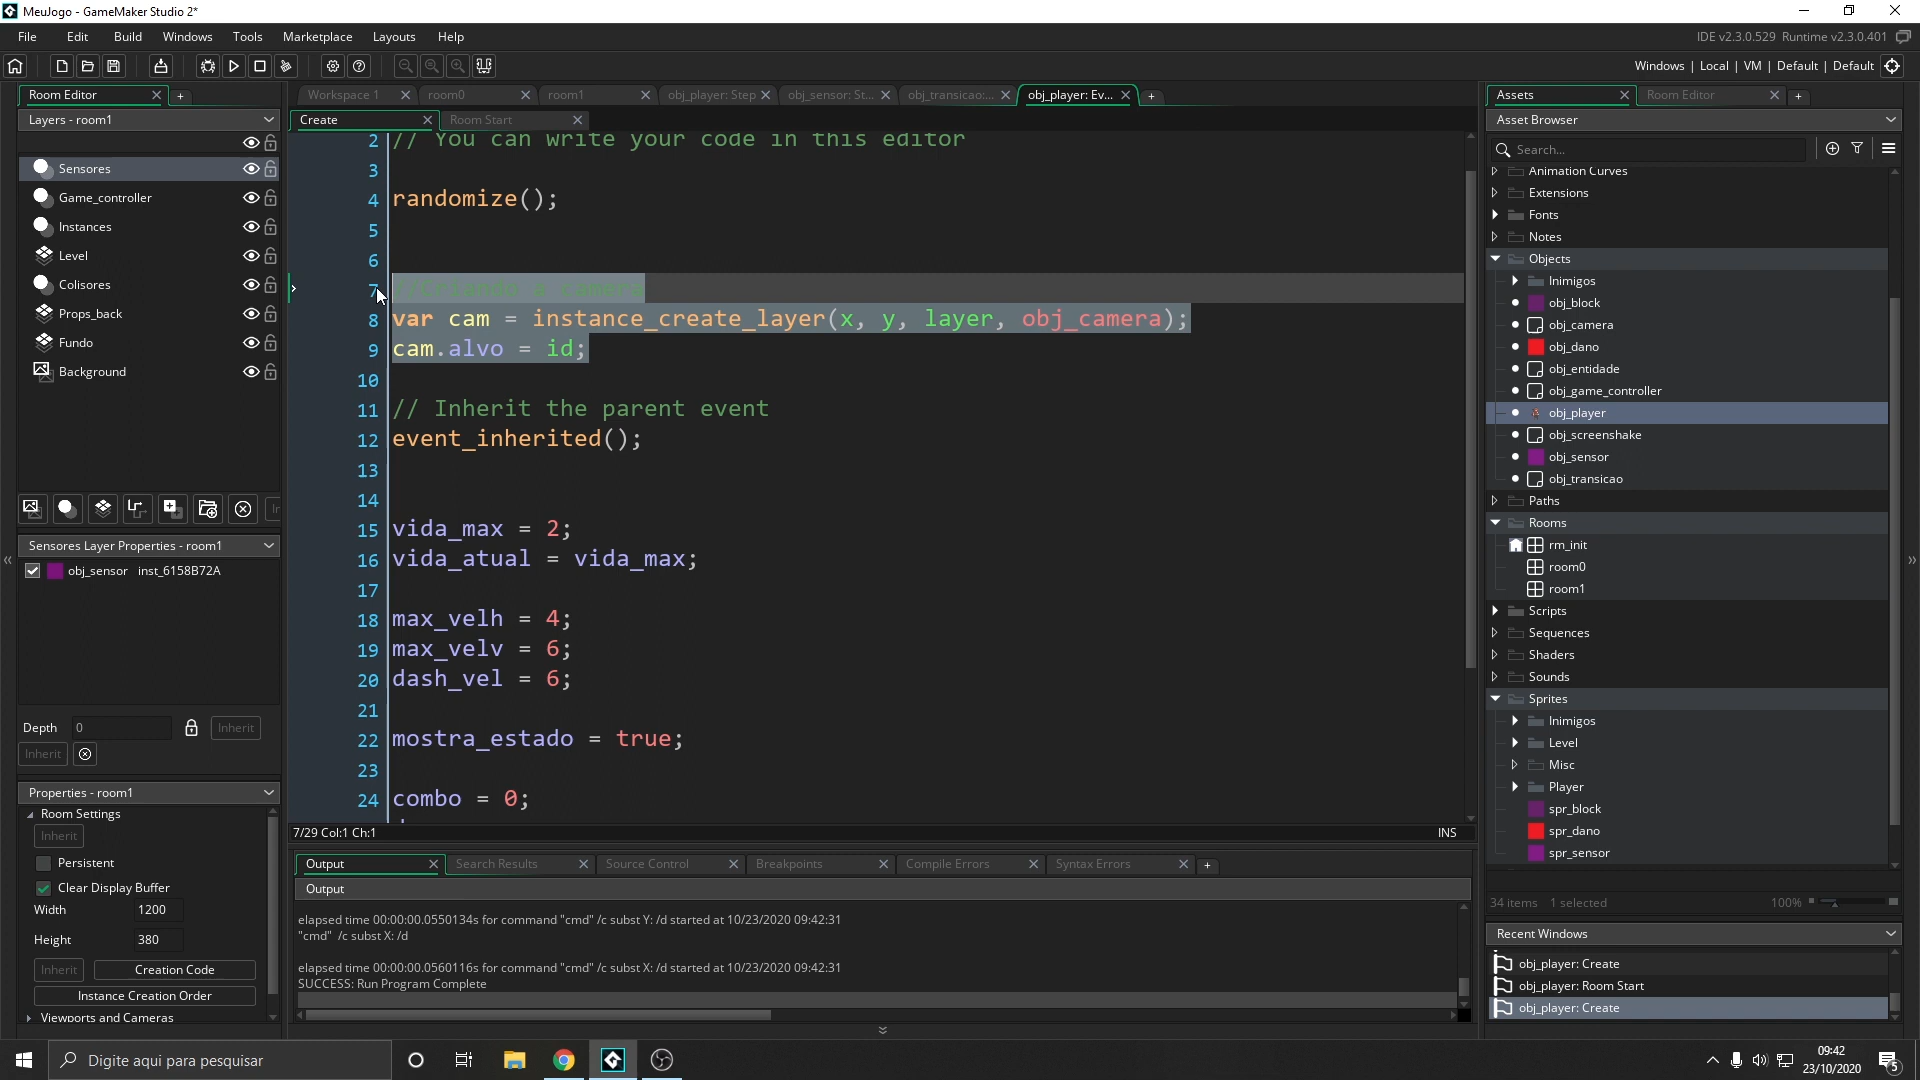 MeuJogo - GameMaker Studio 2*
File Edit Build Windows Tools Marketplace Layouts Help
IDE v2.3.0.529 Runtime v2.3.0.401
Windows | Local | VM | Default | Default
Room Editor
Layers - room1
Sensores
Game_controller
Instances
Level
Colisores
Props_back
Fundo
Background
Sensores Layer Properties - room1
obj_sensor inst_6158B72A
Depth 0 Inherit
Inherit
Properties - room1
Room Settings
Inherit
Persistent
Clear Display Buffer
Width 1200
Height 380
Inherit Creation Code
Instance Creation Order
Viewports and Cameras
Workspace 1 room0 room1 obj_player: Step obj_sensor: St... obj_transicao:... obj_player: Ev...
Create Room Start
2 // You can write your code in this editor
3
4 randomize();
5
6
7 //Criando a camera
8 var cam = instance_create_layer(x, y, layer, obj_camera);
9 cam.alvo = id;
10
11 // Inherit the parent event
12 event_inherited();
13
14
15 vida_max = 2;
16 vida_atual = vida_max;
17
18 max_velh = 4;
19 max_velv = 6;
20 dash_vel = 6;
21
22 mostra_estado = true;
23
24 combo = 0;
7/29 Col:1 Ch:1 INS
Output Search Results Source Control Breakpoints Compile Errors Syntax Errors
Output
elapsed time 00:00:00.0550134s for command "cmd" /c subst Y: /d started at 10/23/2020 09:42:31
"cmd" /c subst X: /d
elapsed time 00:00:00.0560116s for command "cmd" /c subst X: /d started at 10/23/2020 09:42:31
SUCCESS: Run Program Complete
Assets Room Editor
Asset Browser
Search...
Animation Curves
Extensions
Fonts
Notes
Objects
Inimigos
obj_block
obj_camera
obj_dano
obj_entidade
obj_game_controller
obj_player
obj_screenshake
obj_sensor
obj_transicao
Paths
Rooms
rm_init
room0
room1
Scripts
Sequences
Shaders
Sounds
Sprites
Inimigos
Level
Misc
Player
spr_block
spr_dano
spr_sensor
34 items 1 selected 100%
Recent Windows
obj_player: Create
obj_player: Room Start
obj_player: Create
Digite aqui para pesquisar
09:42
23/10/2020
5